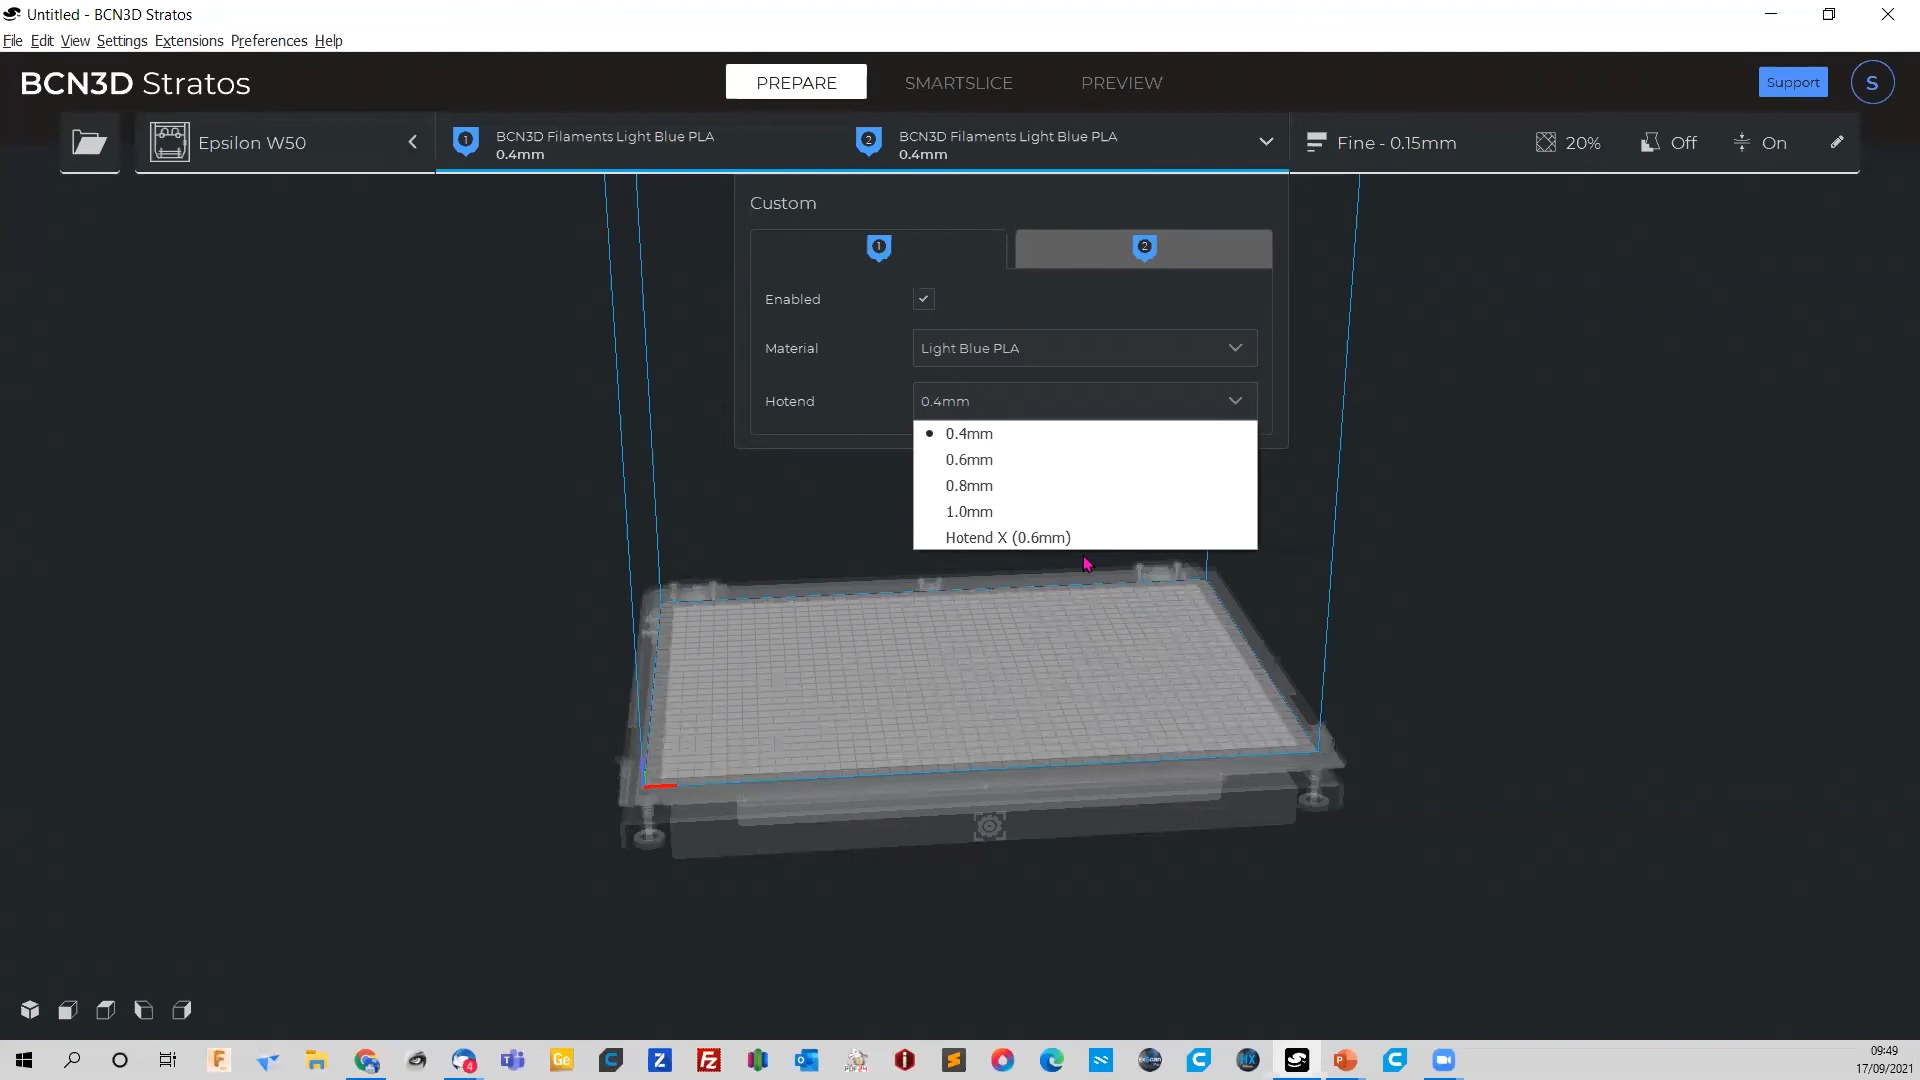 Untitled - BCN3D Stratos
File Edit View Settings Extensions Preferences Help
BCN3D Stratos
PREPARE
SMARTSLICE
PREVIEW
Support
S
Epsilon W50
1
BCN3D Filaments Light Blue PLA
0.4mm
2
BCN3D Filaments Light Blue PLA
0.4mm
Fine - 0.15mm
20%
Off
On
Custom
1
2
Enabled
Material
Light Blue PLA
Hotend
0.4mm
0.4mm
0.6mm
0.8mm
1.0mm
Hotend X (0.6mm)
09:49
17/09/2021